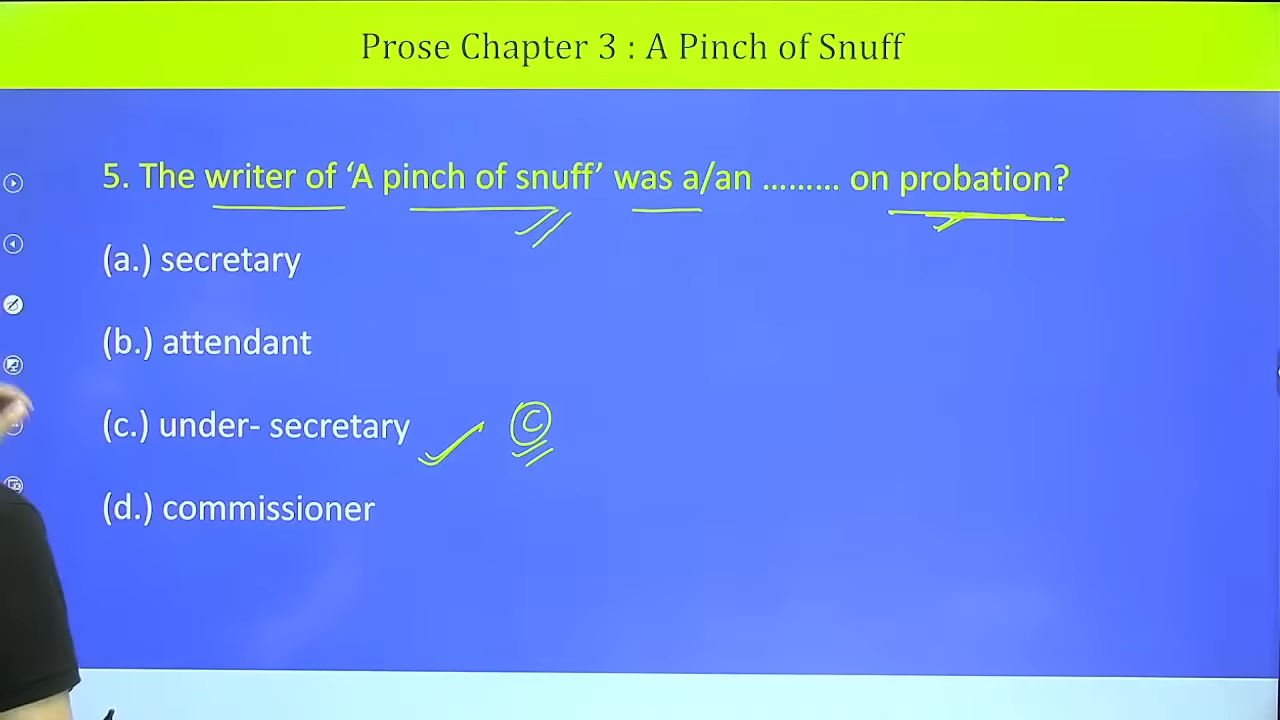 Prose Chapter 3 : A Pinch of Snuff
5. The writer of ‘A pinch of snuff’ was a/an ......... on probation?
(a.) secretary
(b.) attendant
(c.) under- secretary
C
(d.) commissioner